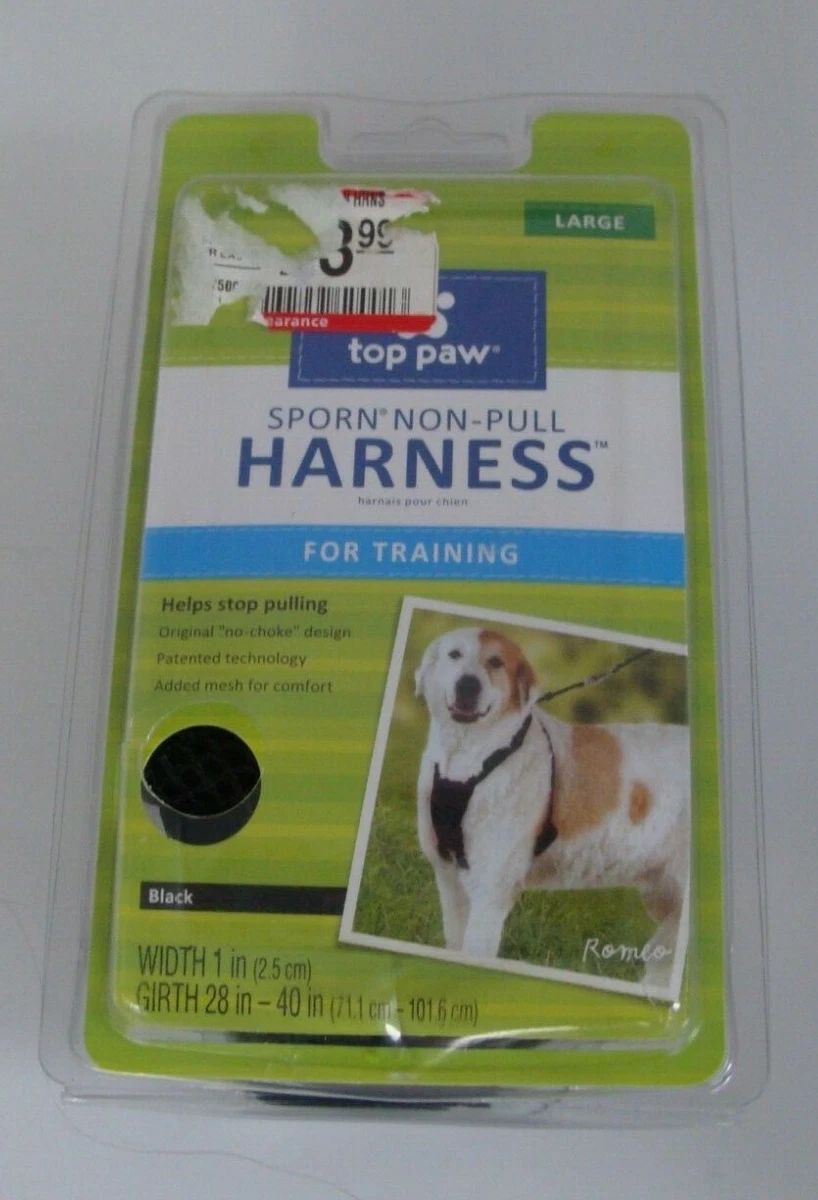 HRNS
3.99
LARGE
earance
top paw®
SPORN® NON-PULL
HARNESS™
harnais pour chien
FOR TRAINING
Helps stop pulling
Original "no-choke" design
Patented technology
Added mesh for comfort
Black
WIDTH 1 in (2.5 cm)
GIRTH 28 in – 40 in (71.1 cm – 101.6 cm)
Romeo